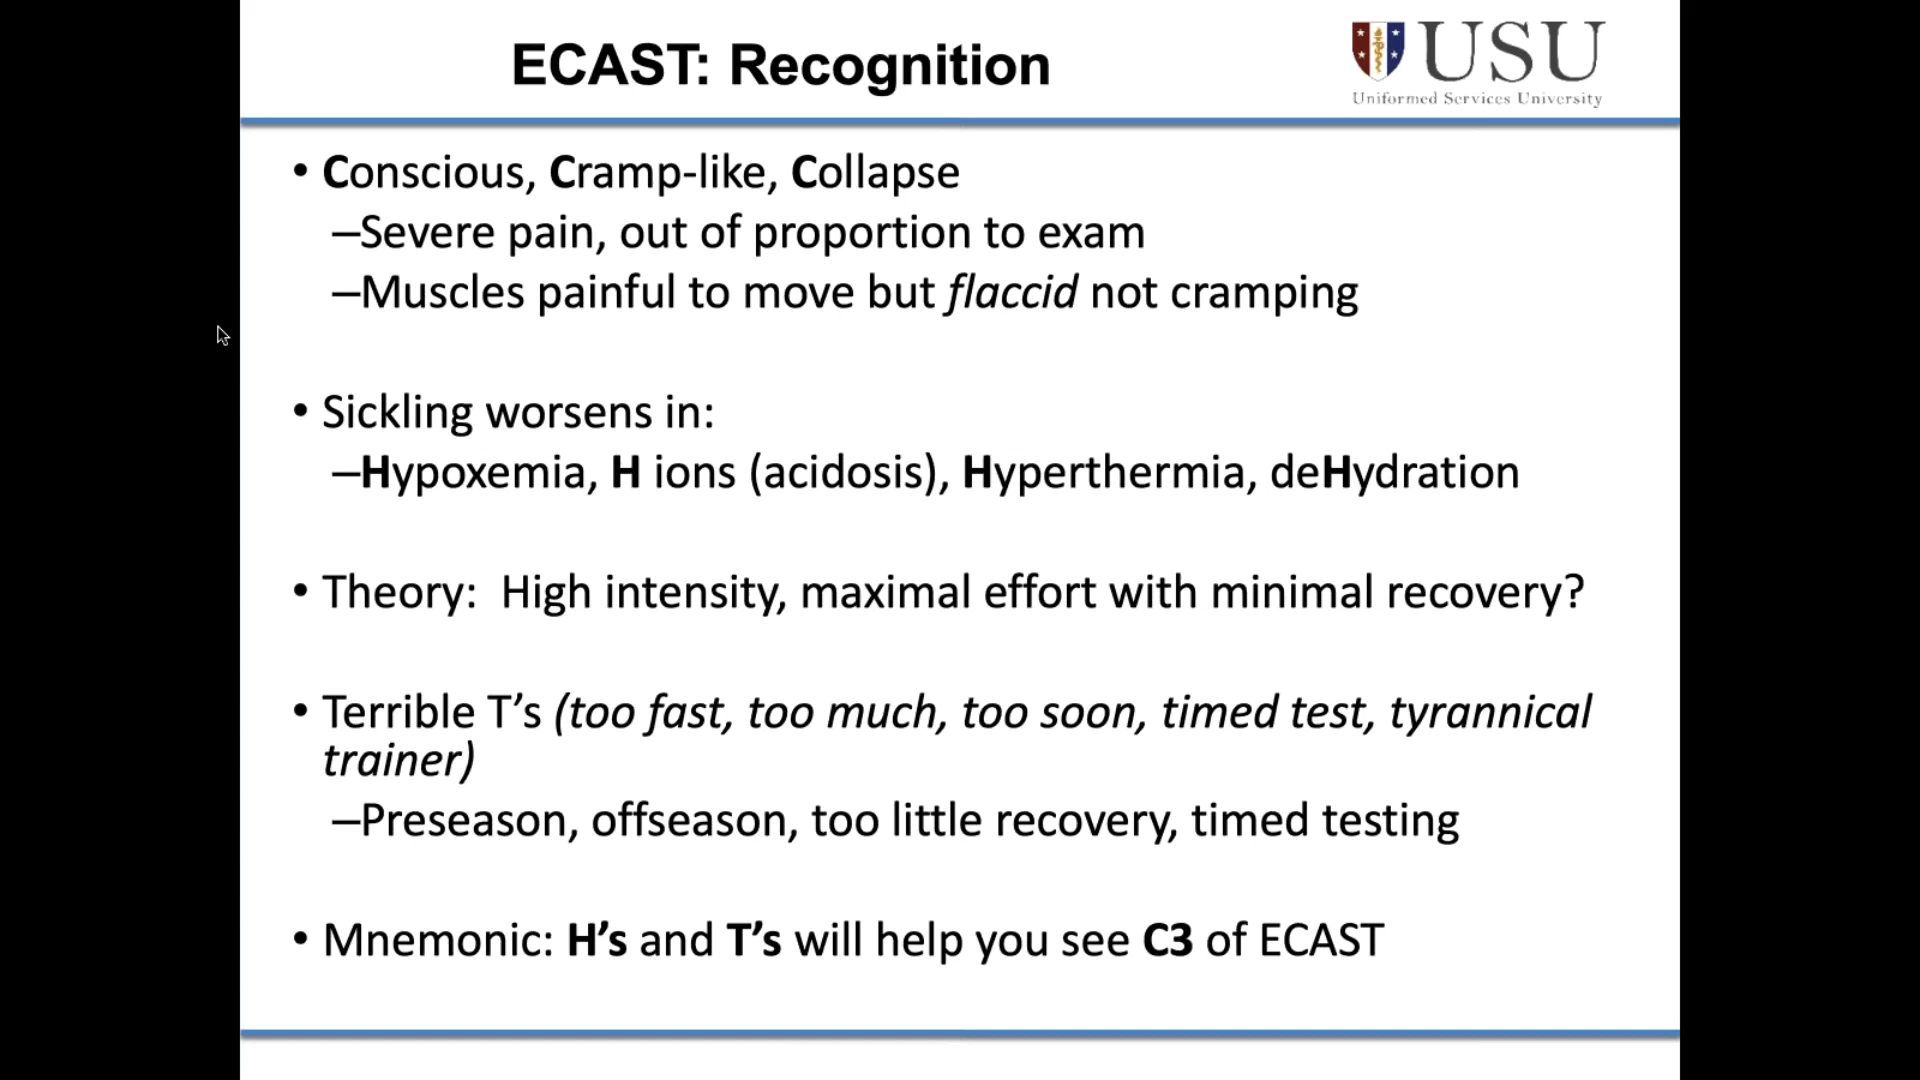 ECAST: Recognition
USU
Uniformed Services University
• Conscious, Cramp-like, Collapse
–Severe pain, out of proportion to exam
–Muscles painful to move but flaccid not cramping
• Sickling worsens in:
–Hypoxemia, H ions (acidosis), Hyperthermia, deHydration
• Theory:  High intensity, maximal effort with minimal recovery?
• Terrible T’s (too fast, too much, too soon, timed test, tyrannical
trainer)
–Preseason, offseason, too little recovery, timed testing
• Mnemonic: H’s and T’s will help you see C3 of ECAST